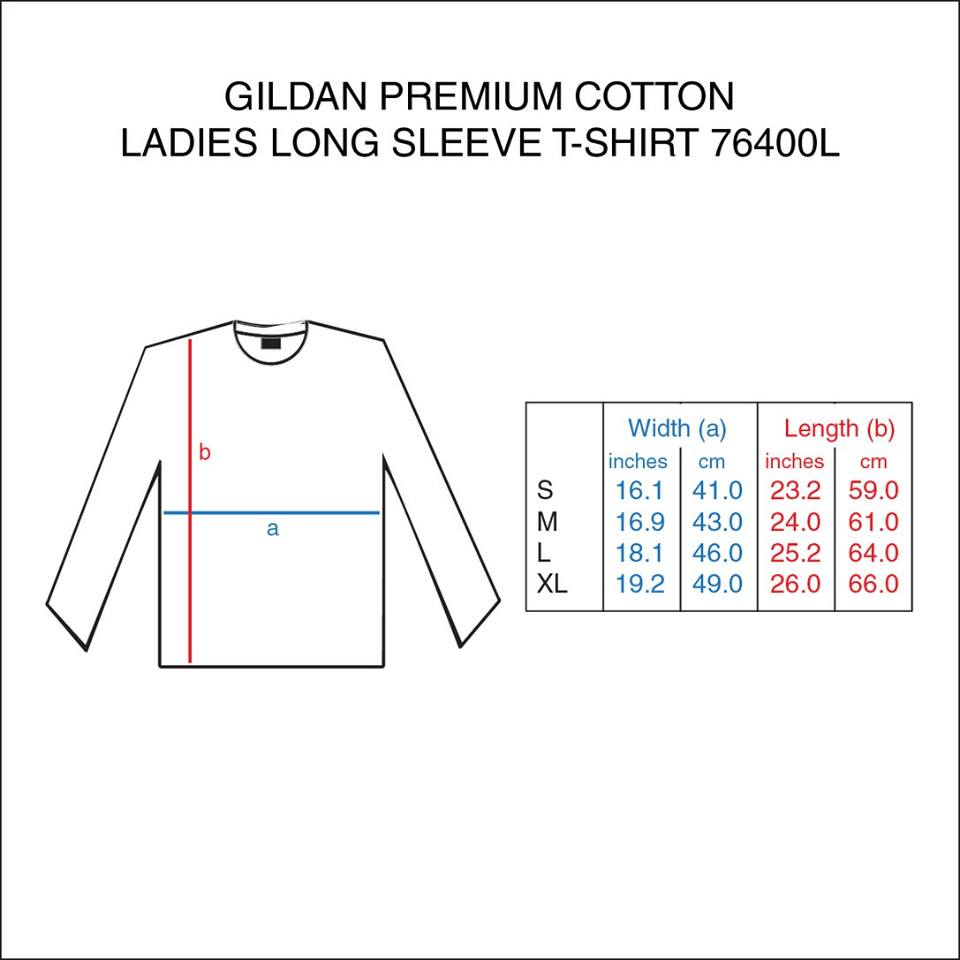 GILDAN PREMIUM COTTON
LADIES LONG SLEEVE T-SHIRT 76400L
b
a
Width (a) Length (b)
inches cm inches cm
S 16.1 41.0 23.2 59.0
M 16.9 43.0 24.0 61.0
L 18.1 46.0 25.2 64.0
XL 19.2 49.0 26.0 66.0